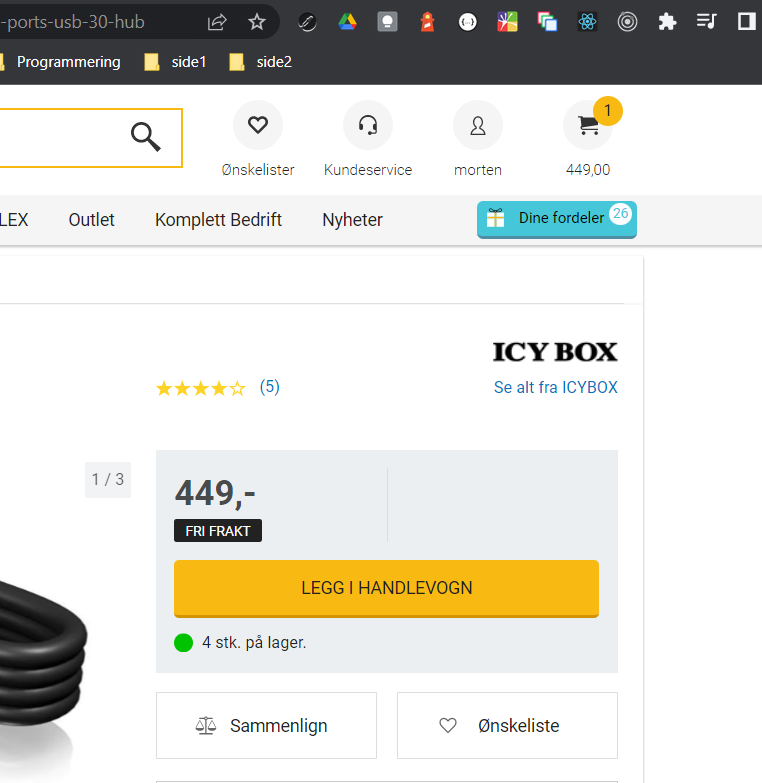 -ports-usb-30-hub
Programmering side1 side2
1
Ønskelister Kundeservice morten 449,00
LEX Outlet Komplett Bedrift Nyheter Dine fordeler 26
ICY BOX
(5) Se alt fra ICYBOX
1 / 3
449,-
FRI FRAKT
LEGG I HANDLEVOGN
4 stk. på lager.
Sammenlign Ønskeliste